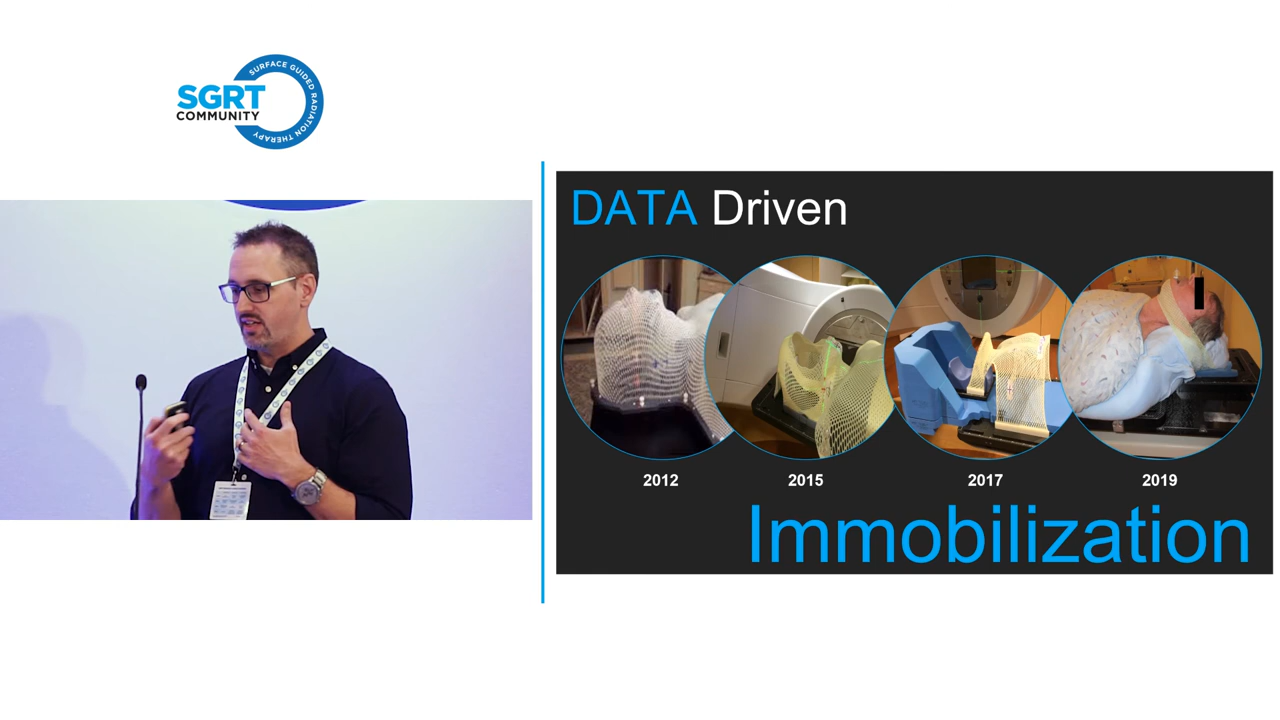 SURFACE GUIDED RADIATION THERAPY
SGRT
COMMUNITY
DATA Driven
2012
2015
2017
2019
Immobilization